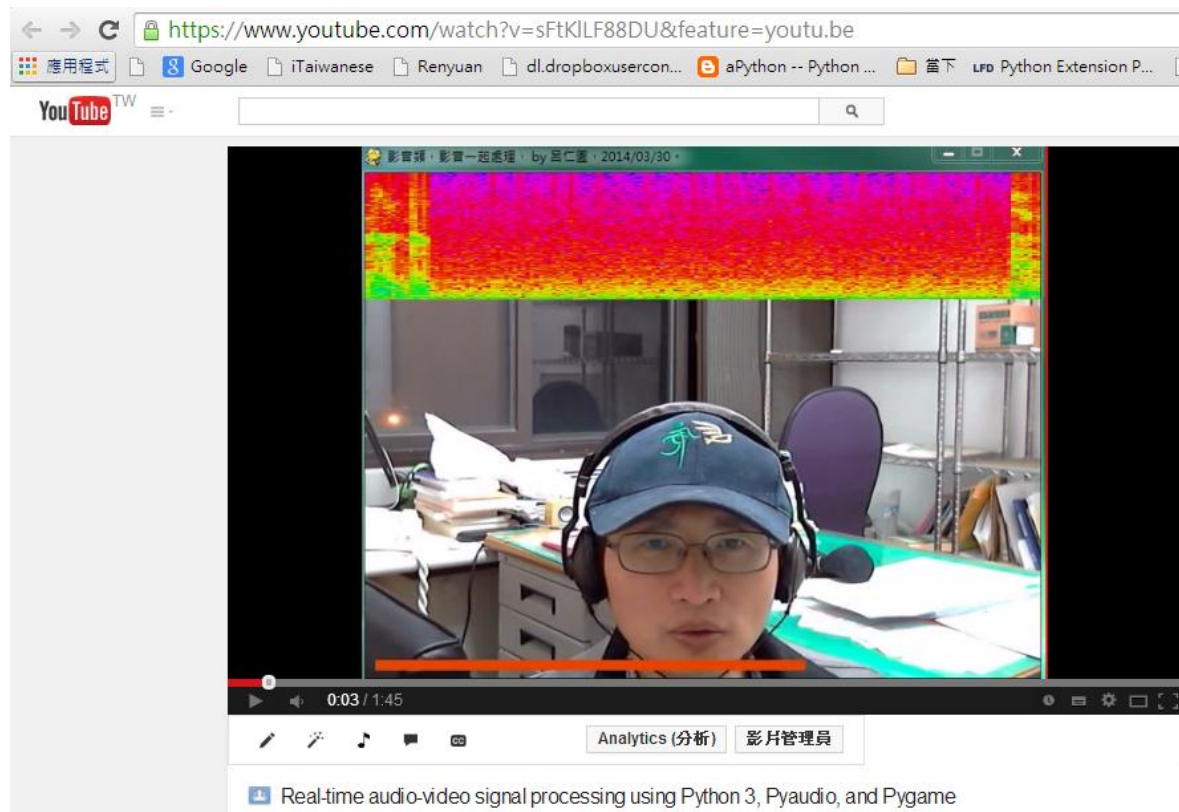 https://www.youtube.com/watch?v=sFtKlLF88DU&feature=youtu.be
應用程式 Google iTaiwanese Renyuan dl.dropboxusercon... aPython -- Python ... 當下 LFD Python Extension P...
YouTube TW
影音類，影音一起處理， by 呂仁園，2014/03/30。
0:03 / 1:45
Analytics (分析) 影片管理員
Real-time audio-video signal processing using Python 3, Pyaudio, and Pygame